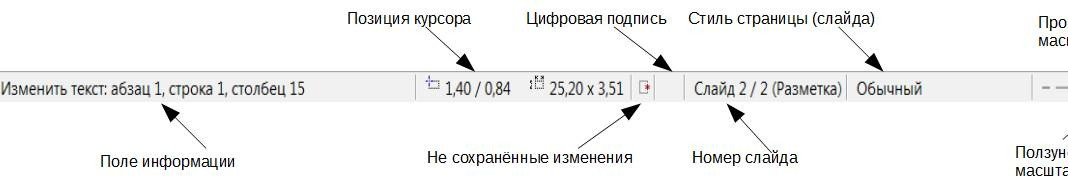 Позиция курсора
Цифровая подпись
Стиль страницы (слайда)
Изменить текст: абзац 1, строка 1, столбец 15
1,40 / 0,84
25,20 x 3,51
Слайд 2 / 2 (Разметка)
Обычный
Поле информации
Не сохранённые изменения
Номер слайда